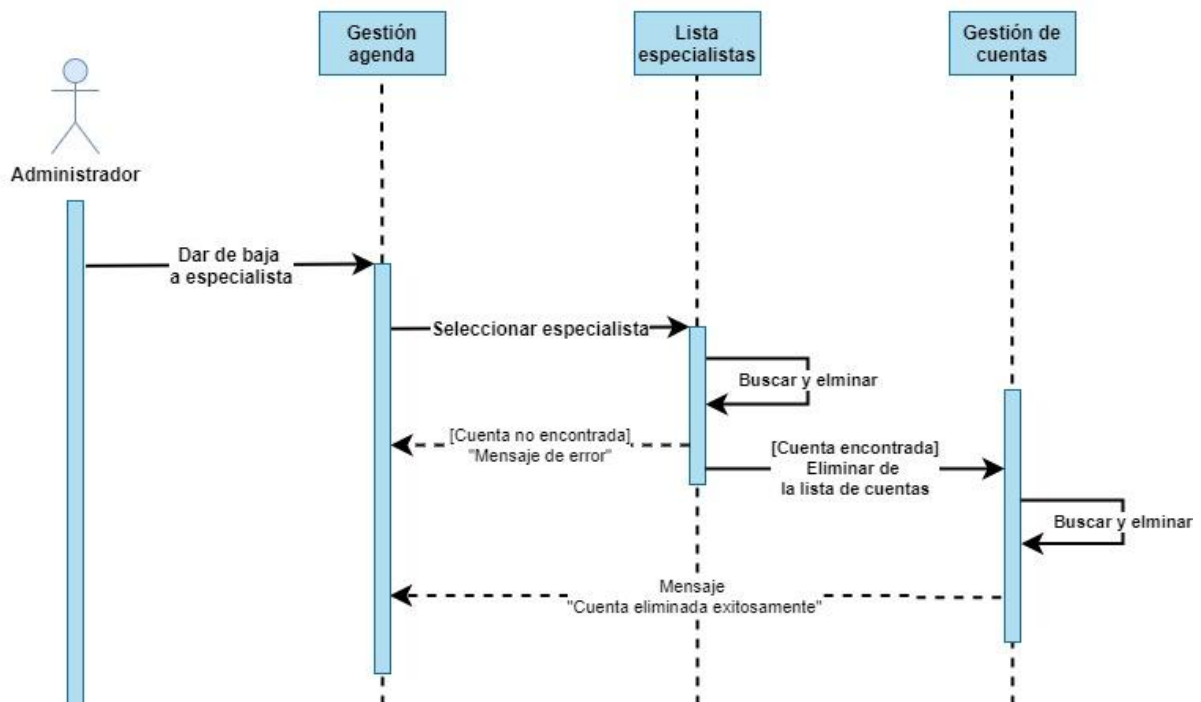 Gestión
agenda
Lista
especialistas
Gestión de
cuentas
Administrador
Dar de baja
a especialista
Seleccionar especialista
Buscar y elminar
[Cuenta no encontrada]
"Mensaje de error"
[Cuenta encontrada]
Eliminar de
la lista de cuentas
Buscar y elminar
Mensaje
"Cuenta eliminada exitosamente"